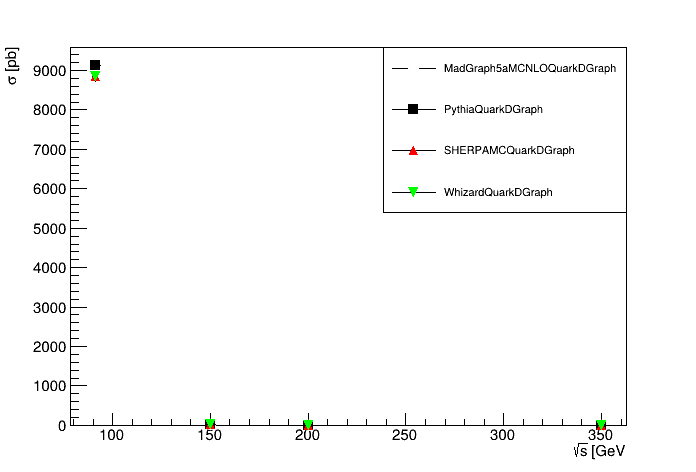 σ [pb]
9000
8000
7000
6000
5000
4000
3000
2000
1000
0
MadGraph5aMCNLOQuarkDGraph
PythiaQuarkDGraph
SHERPAMCQuarkDGraph
WhizardQuarkDGraph
100 150 200 250 300 350
√s [GeV